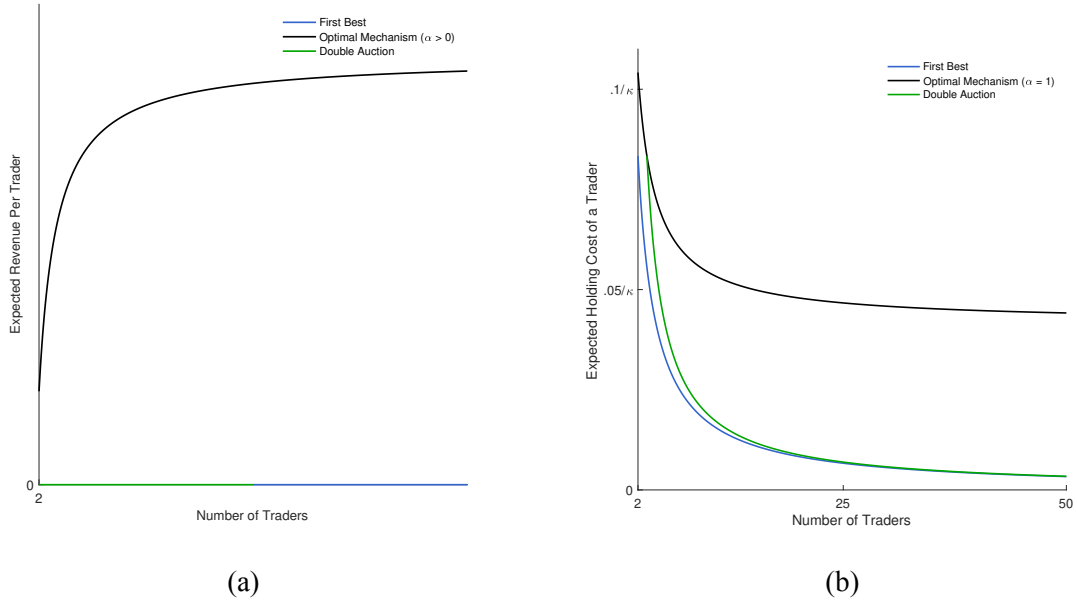 First Best
Optimal Mechanism (α > 0)
Double Auction
Expected Revenue Per Trader
0
2
Number of Traders
(a)
First Best
Optimal Mechanism (α = 1)
Double Auction
Expected Holding Cost of a Trader
.1/κ
.05/κ
0
2
25
50
Number of Traders
(b)